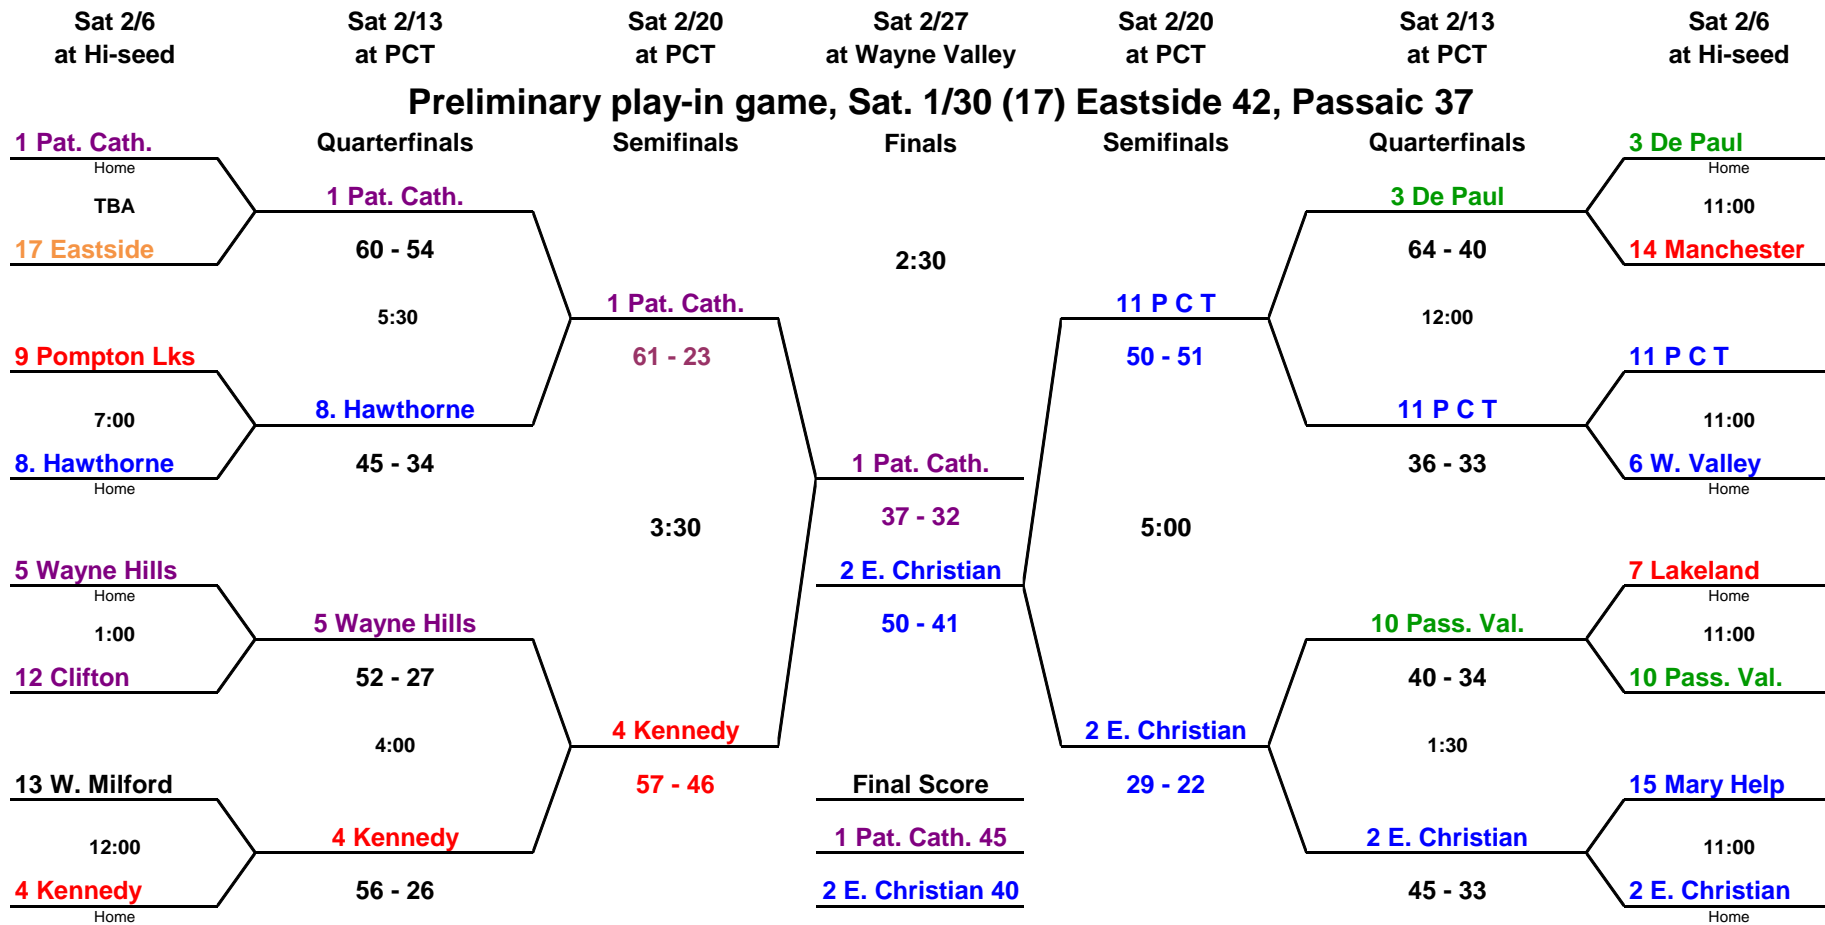 Sat 2/6 Sat 2/13 Sat 2/20 Sat 2/27 Sat 2/20 Sat 2/13 Sat 2/6
at Hi-seed at PCT at PCT at Wayne Valley at PCT at PCT at Hi-seed
Preliminary play-in game, Sat. 1/30 (17) Eastside 42, Passaic 37
1 Pat. Cath. Quarterfinals Semifinals Finals Semifinals Quarterfinals 3 De Paul
Home Home
1 Pat. Cath. 3 De Paul
TBA 11:00
17 Eastside 60 - 54 64 - 40 14 Manchester
2:30
1 Pat. Cath. 11 P C T
5:30 12:00
9 Pompton Lks 61 - 23 50 - 51 11 P C T
8. Hawthorne 11 P C T
7:00 11:00
8. Hawthorne 45 - 34 1 Pat. Cath. 36 - 33 6 W. Valley
Home Home
37 - 32
3:30 5:00
5 Wayne Hills 2 E. Christian 7 Lakeland
Home Home
5 Wayne Hills 50 - 41 10 Pass. Val.
1:00 11:00
12 Clifton 52 - 27 40 - 34 10 Pass. Val.
4 Kennedy 2 E. Christian
4:00 1:30
13 W. Milford 57 - 46 Final Score 29 - 22 15 Mary Help
4 Kennedy 1 Pat. Cath. 45 2 E. Christian
12:00 11:00
4 Kennedy 56 - 26 2 E. Christian 40 45 - 33 2 E. Christian
Home Home